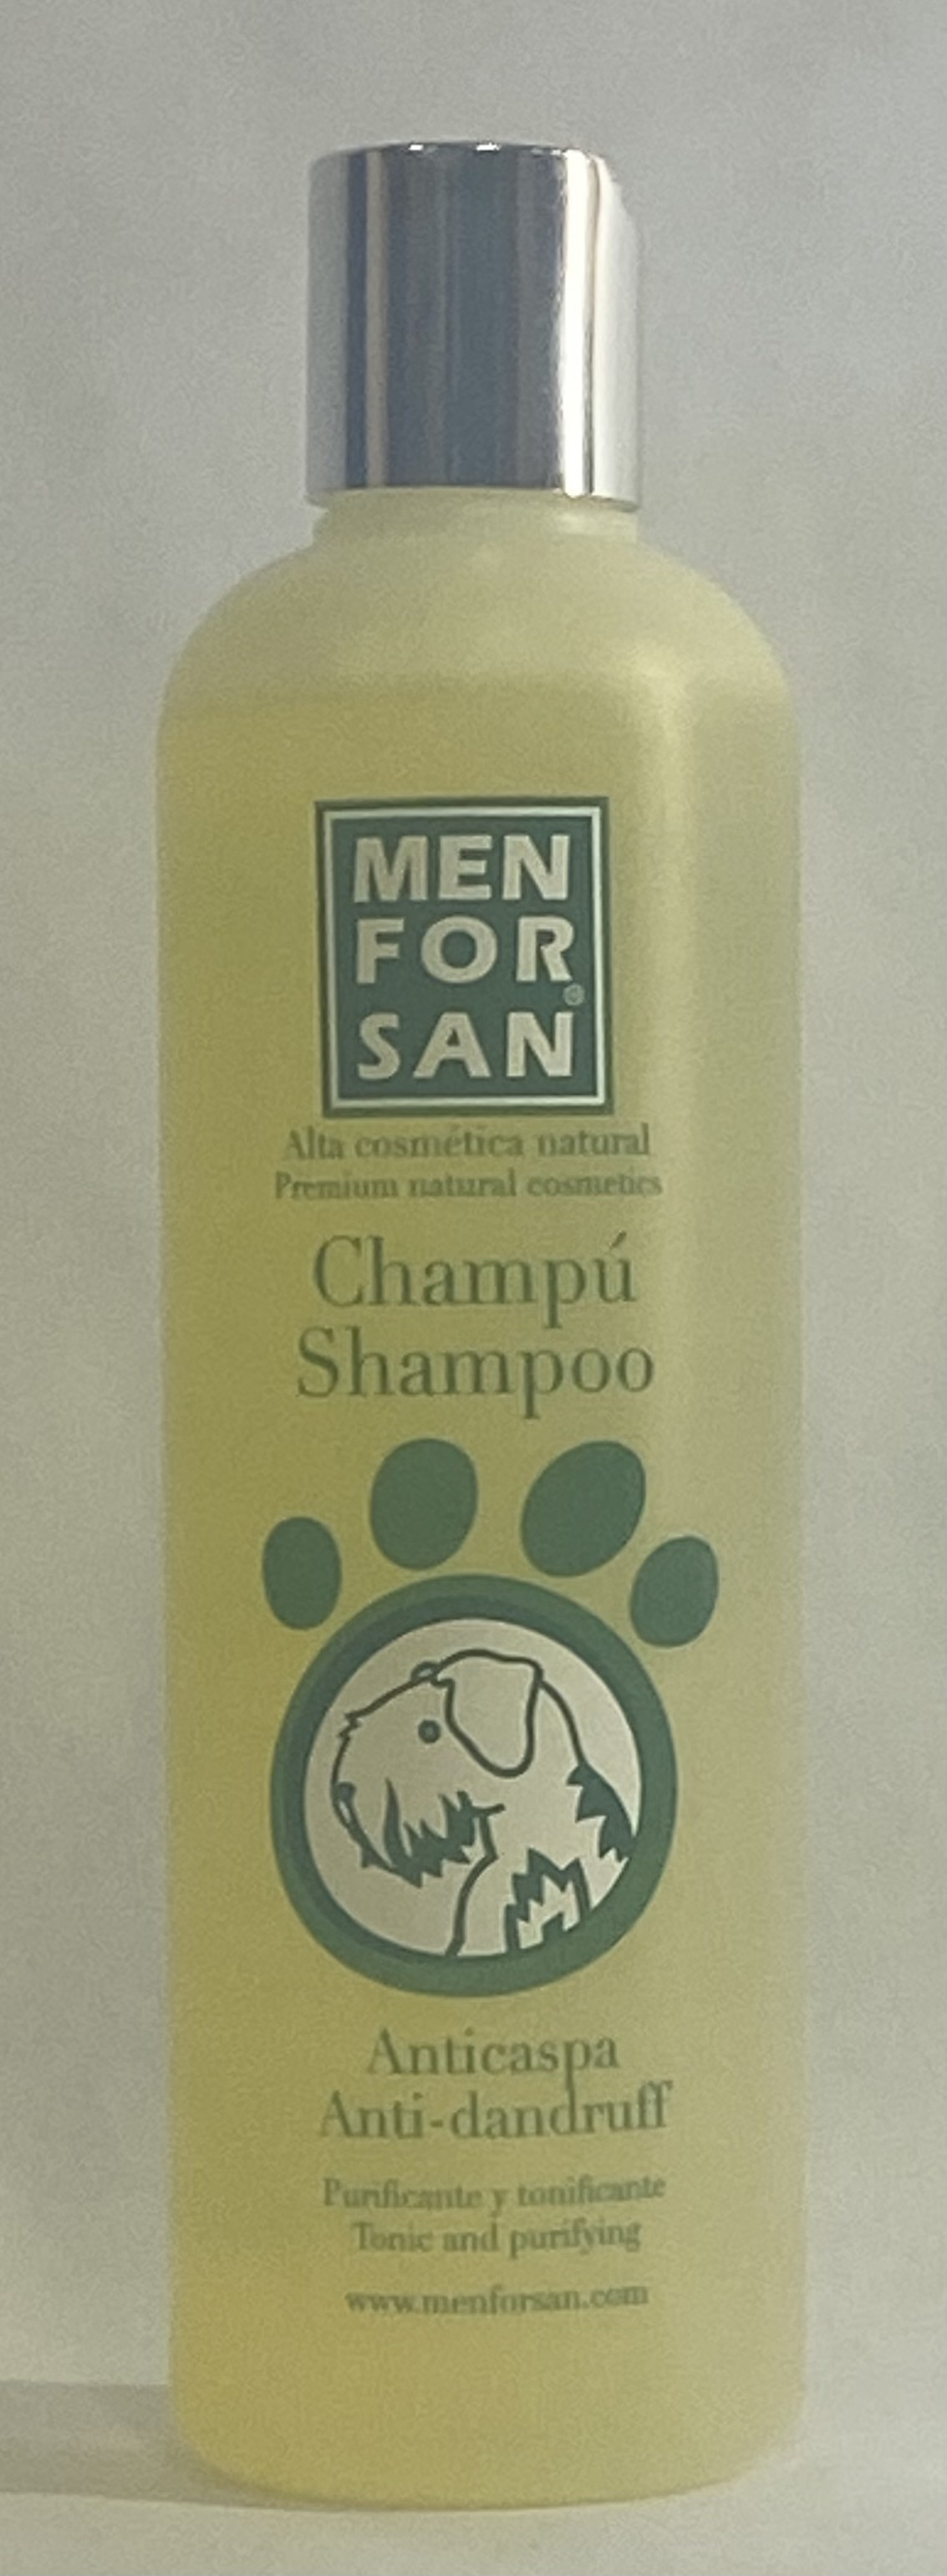 MEN
FOR
SAN®
Alta cosmética natural
Premium natural cosmetics
Champú
Shampoo
Anticaspa
Anti-dandruff
Purificante y tonificante
Tonic and purifying
www.menforsan.com